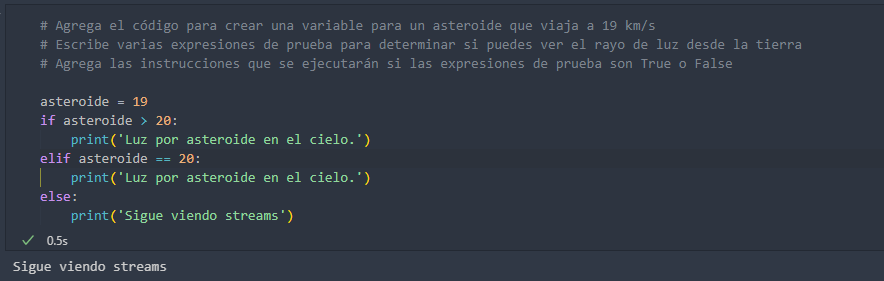 # Agrega el código para crear una variable para un asteroide que viaja a 19 km/s
# Escribe varias expresiones de prueba para determinar si puedes ver el rayo de luz desde la tierra
# Agrega las instrucciones que se ejecutarán si las expresiones de prueba son True o False

asteroide = 19
if asteroide > 20:
    print('Luz por asteroide en el cielo.')
elif asteroide == 20:
    print('Luz por asteroide en el cielo.')
else:
    print('Sigue viendo streams')
0.5s
Sigue viendo streams